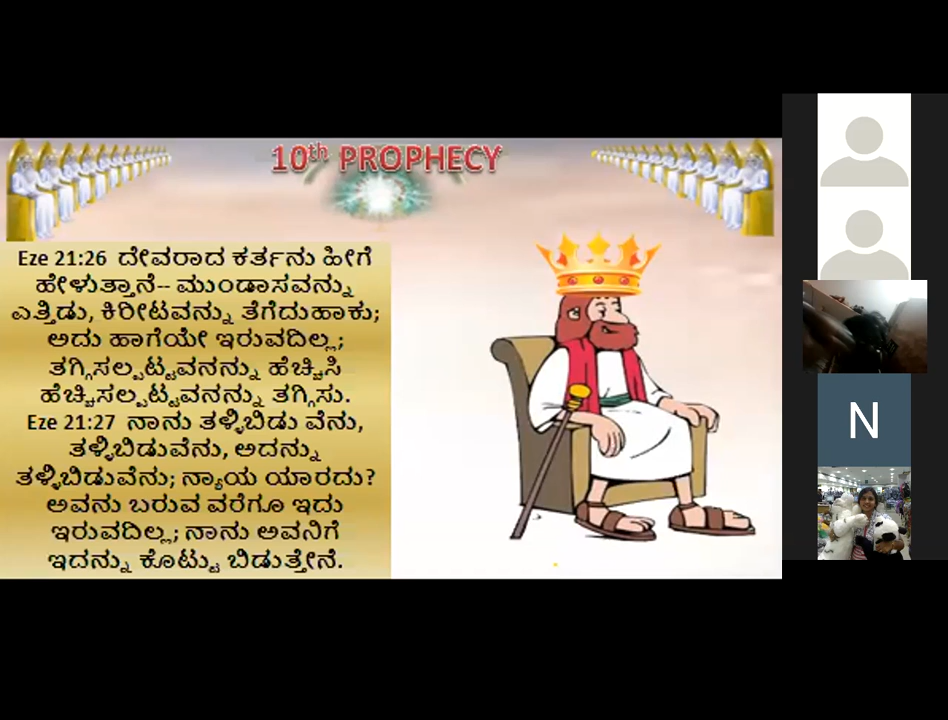 10th PROPHECY
Eze 21:26 ದೇವರಾದ ಕರ್ತನು ಹೀಗೆ
ಹೇಳುತ್ತಾನೆ-- ಮುಂಡಾಸವನ್ನು
ಎತ್ತಿಡು, ಕಿರೀಟವನ್ನು ತೆಗೆದುಹಾಕು;
ಅದು ಹಾಗೆಯೇ ಇರುವದಿಲ್ಲ;
ತಗ್ಗಿಸಲ್ಪಟ್ಟವನನ್ನು ಹೆಚ್ಚಿಸಿ
ಹೆಚ್ಚಿಸಲ್ಪಟ್ಟವನನ್ನು ತಗ್ಗಿಸು.
Eze 21:27 ನಾನು ತಳ್ಳಿಬಿಡು ವೆನು,
ತಳ್ಳಿಬಿಡುವೆನು, ಅದನ್ನು
ತಳ್ಳಿಬಿಡುವೆನು; ನ್ಯಾಯ ಯಾರದು?
ಅವನು ಬರುವ ವರೆಗೂ ಇದು
ಇರುವದಿಲ್ಲ; ನಾನು ಅವನಿಗೆ
ಇದನ್ನು ಕೊಟ್ಟು ಬಿಡುತ್ತೇನೆ.
N